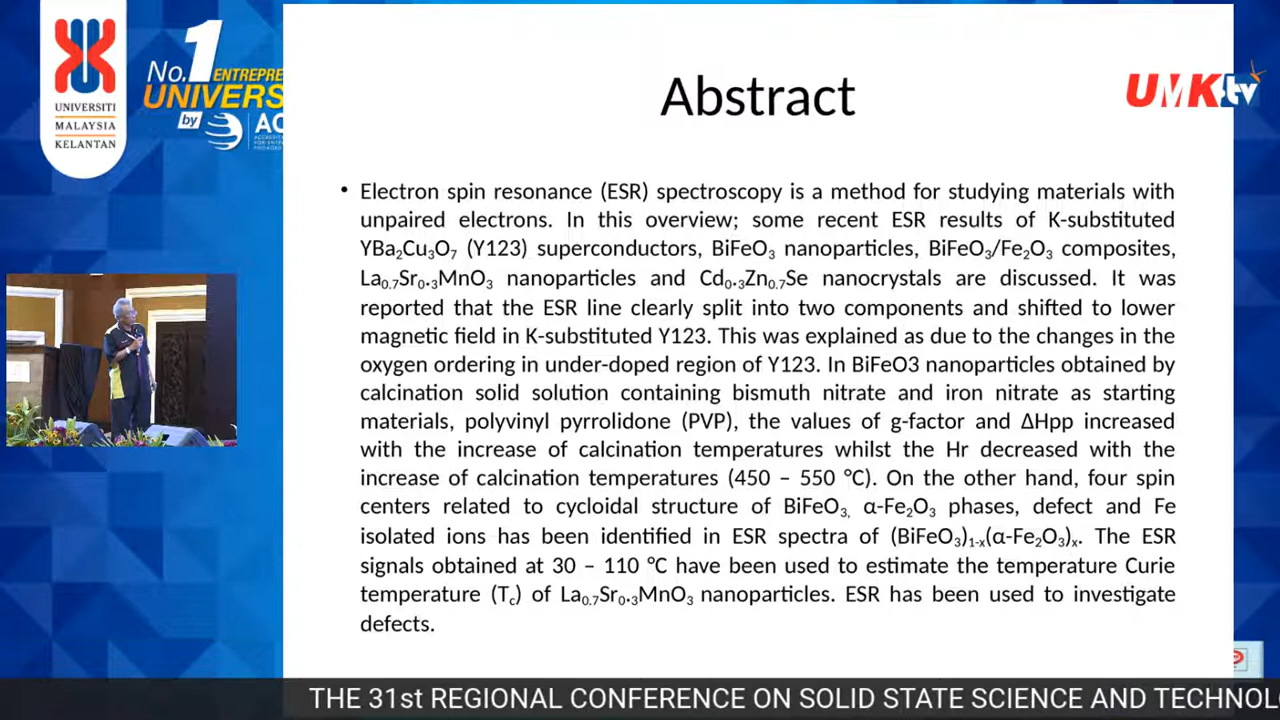 UNIVERSITI
MALAYSIA
KELANTAN
No.1 ENTREPRE
UNIVERS
by AC
Abstract
UMK tv
• Electron spin resonance (ESR) spectroscopy is a method for studying materials with
unpaired electrons. In this overview; some recent ESR results of K-substituted
YBa₂Cu₃O₇ (Y123) superconductors, BiFeO₃ nanoparticles, BiFeO₃/Fe₂O₃ composites,
La₀.₇Sr₀.₃MnO₃ nanoparticles and Cd₀.₃Zn₀.₇Se nanocrystals are discussed. It was
reported that the ESR line clearly split into two components and shifted to lower
magnetic field in K-substituted Y123. This was explained as due to the changes in the
oxygen ordering in under-doped region of Y123. In BiFeO3 nanoparticles obtained by
calcination solid solution containing bismuth nitrate and iron nitrate as starting
materials, polyvinyl pyrrolidone (PVP), the values of g-factor and ΔHpp increased
with the increase of calcination temperatures whilst the Hr decreased with the
increase of calcination temperatures (450 – 550 °C). On the other hand, four spin
centers related to cycloidal structure of BiFeO₃, α-Fe₂O₃ phases, defect and Fe
isolated ions has been identified in ESR spectra of (BiFeO₃)₁₋ₓ(α-Fe₂O₃)ₓ. The ESR
signals obtained at 30 – 110 °C have been used to estimate the temperature Curie
temperature (T꜀) of La₀.₇Sr₀.₃MnO₃ nanoparticles. ESR has been used to investigate
defects.
THE 31st REGIONAL CONFERENCE ON SOLID STATE SCIENCE AND TECHNOL